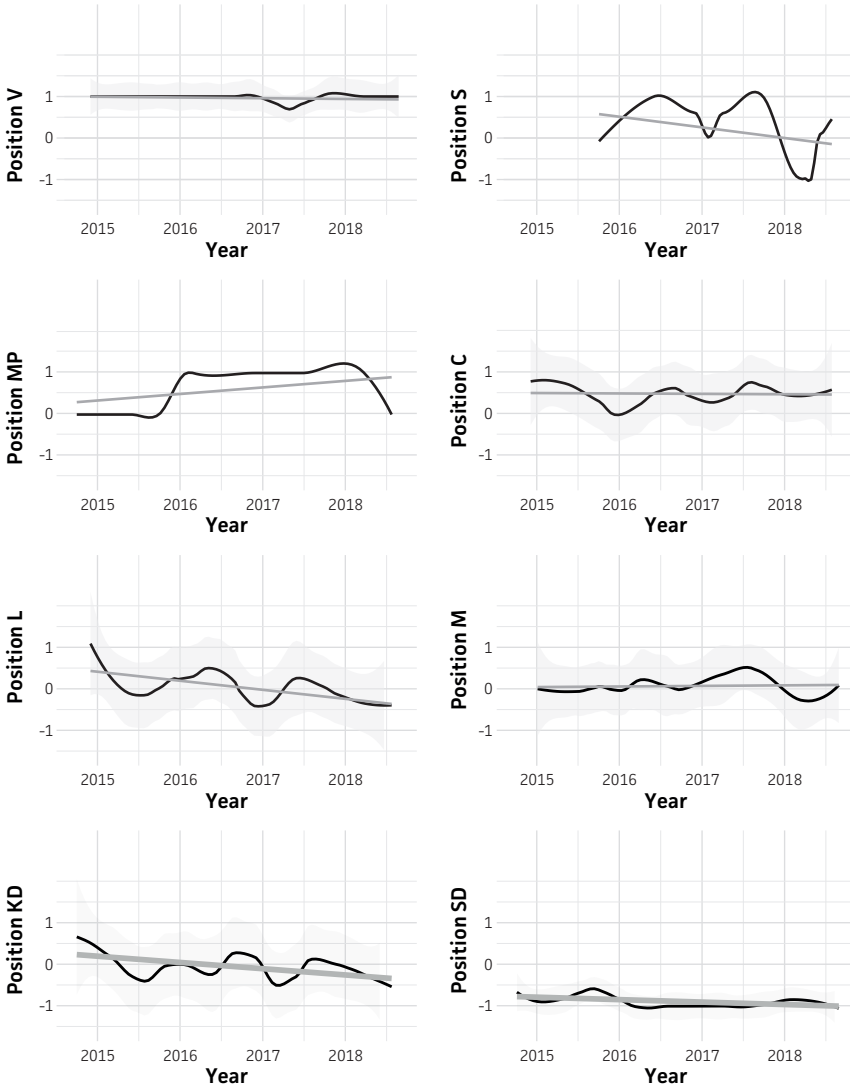 Position V
1
0
-1
2015 2016 2017 2018
Year
Position S
1
0
-1
2015 2016 2017 2018
Year
Position MP
1
0
-1
2015 2016 2017 2018
Year
Position C
1
0
-1
2015 2016 2017 2018
Year
Position L
1
0
-1
2015 2016 2017 2018
Year
Position M
1
0
-1
2015 2016 2017 2018
Year
Position KD
1
0
-1
2015 2016 2017 2018
Year
Position SD
1
0
-1
2015 2016 2017 2018
Year